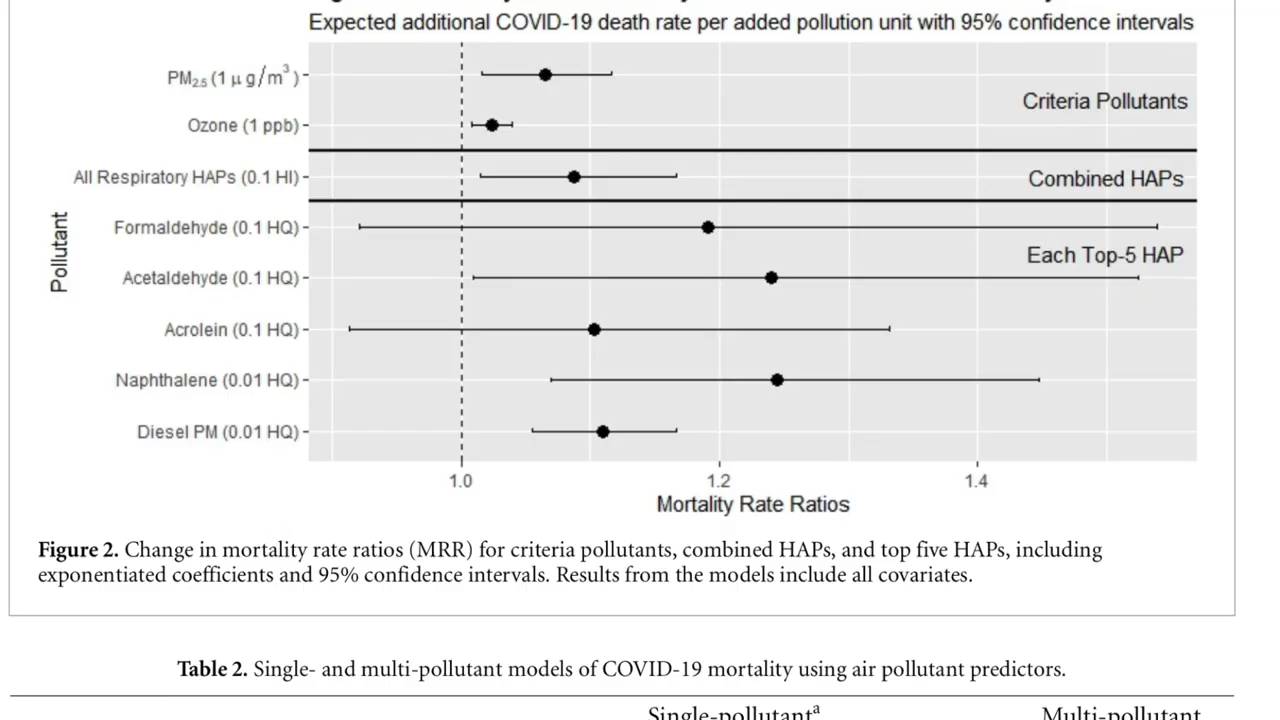 Expected additional COVID-19 death rate per added pollution unit with 95% confidence intervals
PM2.5 (1 μ g/m3)
Criteria Pollutants
Ozone (1 ppb)
All Respiratory HAPs (0.1 HI)
Combined HAPs
Pollutant
Formaldehyde (0.1 HQ)
Each Top-5 HAP
Acetaldehyde (0.1 HQ)
Acrolein (0.1 HQ)
Naphthalene (0.01 HQ)
Diesel PM (0.01 HQ)
1.0 1.2 1.4
Mortality Rate Ratios
Figure 2. Change in mortality rate ratios (MRR) for criteria pollutants, combined HAPs, and top five HAPs, including
exponentiated coefficients and 95% confidence intervals. Results from the models include all covariates.
Table 2. Single- and multi-pollutant models of COVID-19 mortality using air pollutant predictors.
Single-pollutanta Multi-pollutant